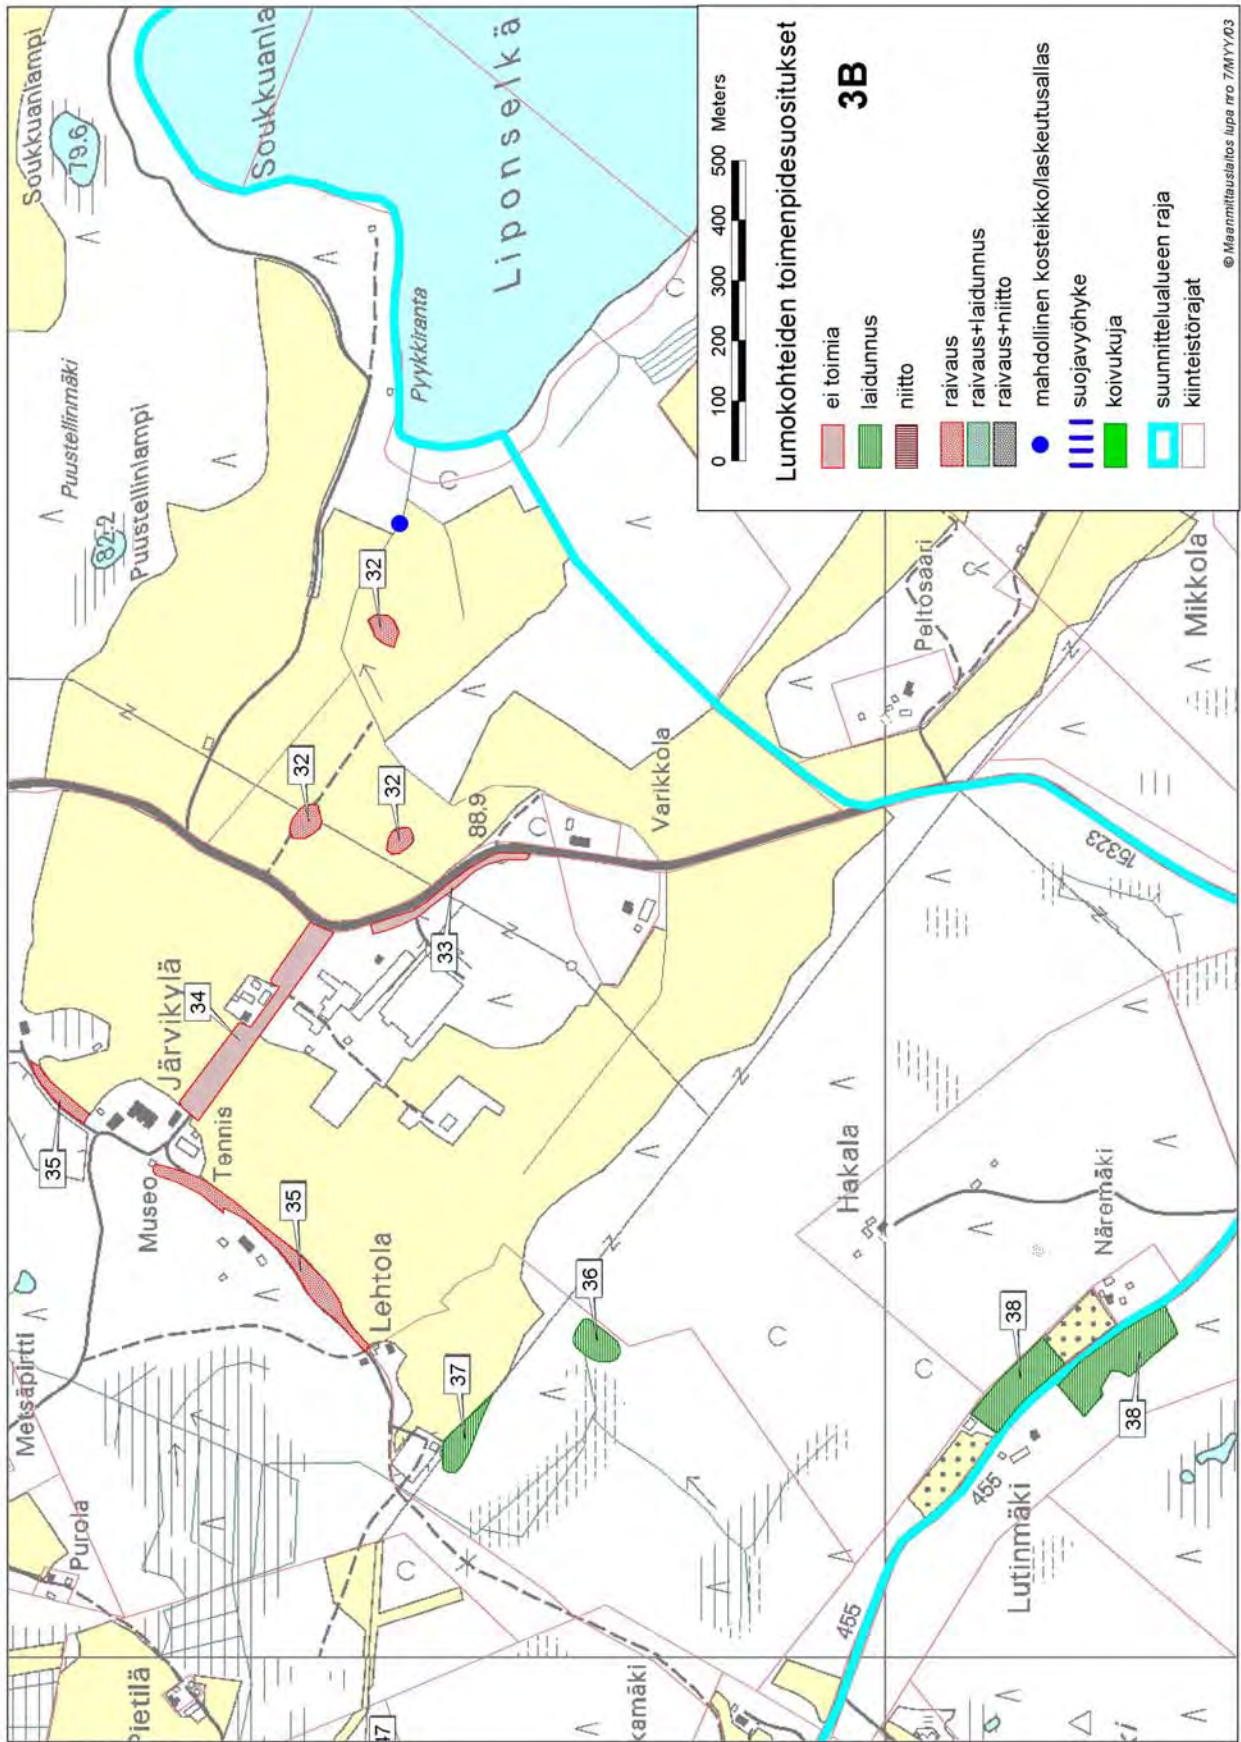 Soukkuanlampi
79.6
Soukkuanla
Liponselkä
Puustellinmäki
82.2
Puustellinlampi
Pyykkiranta
32
32
32
88.9
Varikkola
33
34
Järvikylä
35
Tennis
Museo
35
Lehtola
Metsäpirtti
37
36
Purola
Pietilä
47
kamäki
Hakala
Näremäki
38
38
455
455
Lutinmäki
15323
Peltosaari
Mikkola
ki
0 100 200 300 400 500 Meters
Lumokohteiden toimenpidesuositukset
3B
ei toimia
laidunnus
niitto
raivaus
raivaus+laidunnus
raivaus+niitto
mahdollinen kosteikko/laskeutusallas
suojavyöhyke
koivukuja
suunnittelualueen raja
kiinteistörajat
© Maanmittauslaitos lupa nro 7/MYY/03